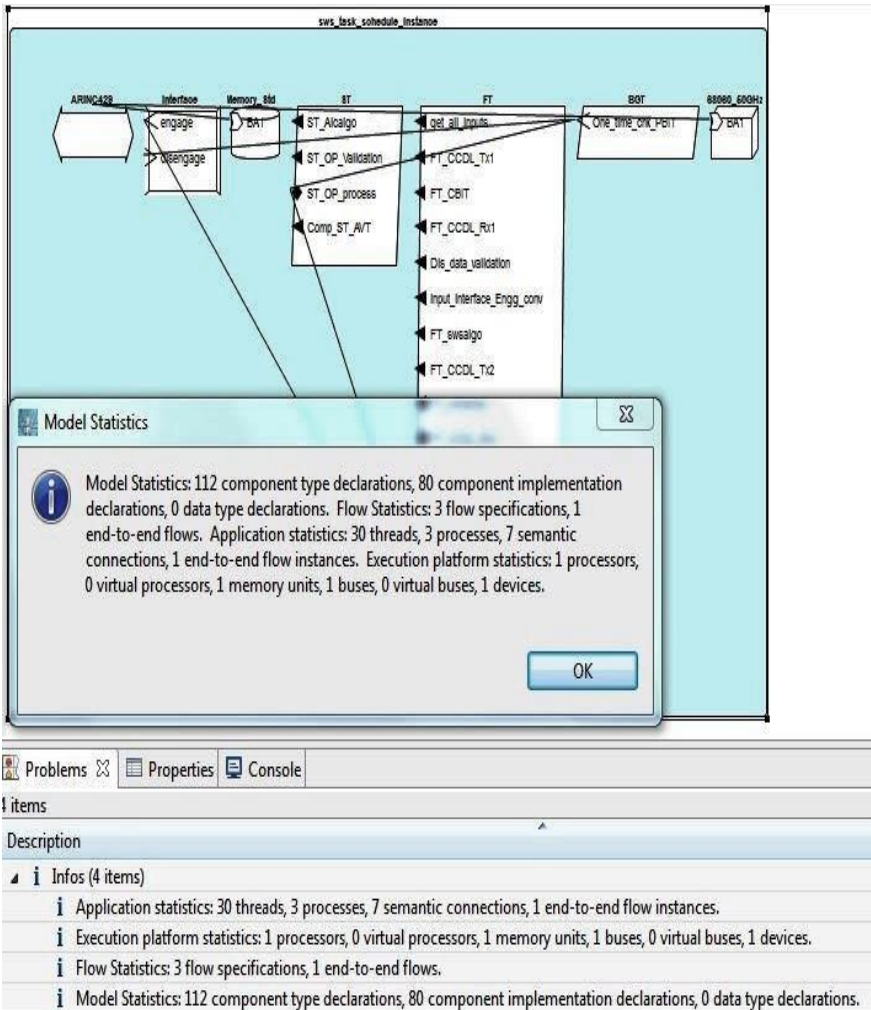 sws_task_sohedule_Instanoe
ARINC429 Interface Memory_Std ST FT BGT 68060_60GHz
engage BAT ST_Alcalgo get_all_Inputs One_time_chk_PBIT BAT
disengage ST_OP_Validation FT_CCDL_Tx1
ST_OP_process FT_CBIT
Comp_ST_AVT FT_CCDL_Rx1
Dis_data_validation
Input_Interface_Engg_conv
FT_swsalgo
FT_CCDL_Tx2
Model Statistics
Model Statistics: 112 component type declarations, 80 component implementation
declarations, 0 data type declarations. Flow Statistics: 3 flow specifications, 1
end-to-end flows. Application statistics: 30 threads, 3 processes, 7 semantic
connections, 1 end-to-end flow instances. Execution platform statistics: 1 processors,
0 virtual processors, 1 memory units, 1 buses, 0 virtual buses, 1 devices.
OK
Problems Properties Console
4 items
Description
Infos (4 items)
Application statistics: 30 threads, 3 processes, 7 semantic connections, 1 end-to-end flow instances.
Execution platform statistics: 1 processors, 0 virtual processors, 1 memory units, 1 buses, 0 virtual buses, 1 devices.
Flow Statistics: 3 flow specifications, 1 end-to-end flows.
Model Statistics: 112 component type declarations, 80 component implementation declarations, 0 data type declarations.